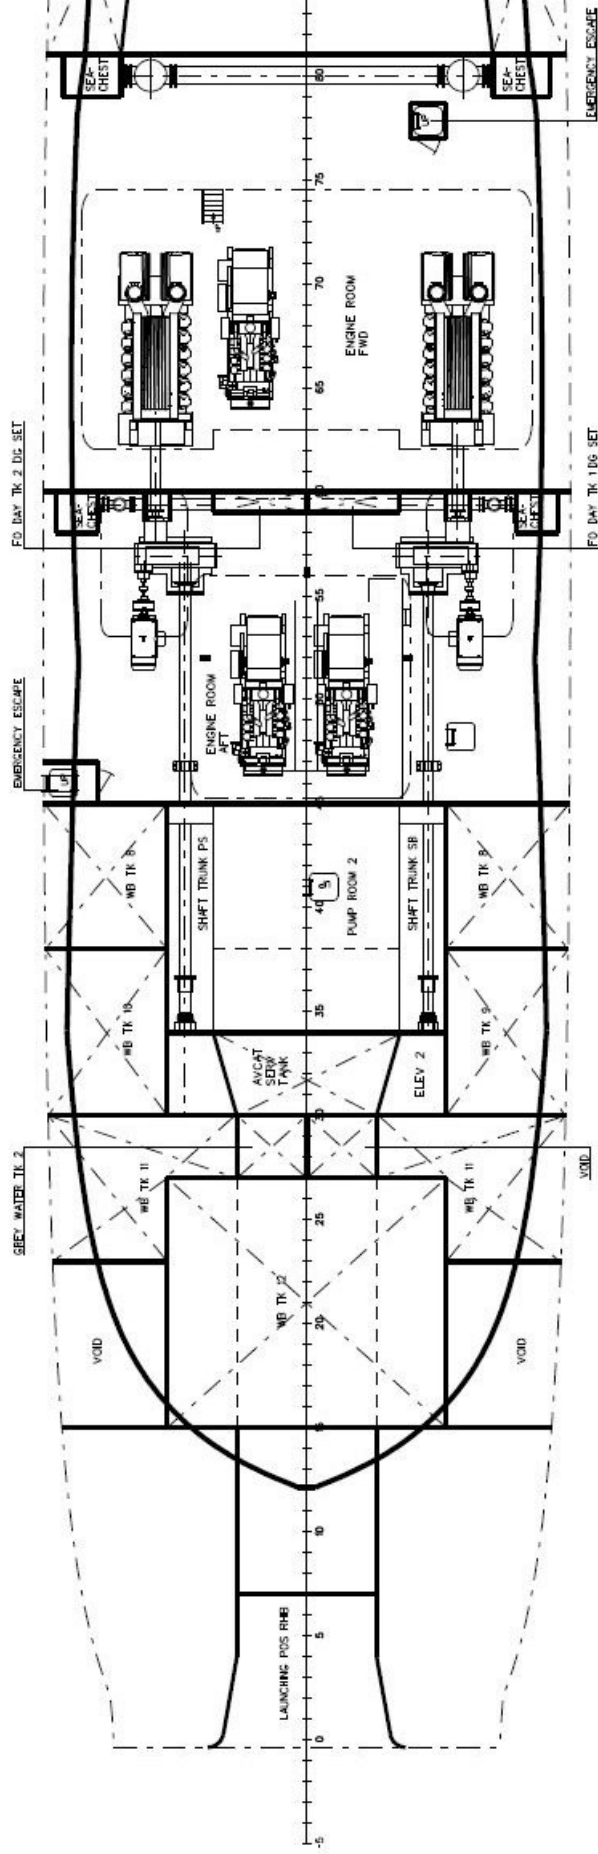 EMERGENCY ESCAPE
SEA-
CHEST
80
SEA-
CHEST
UP
75
UP
70
ENGINE ROOM
FWD
65
FO DAY TK 2 DG SET
FO DAY TK 1 DG SET
60
SEA-
CHEST
SEA-
CHEST
55
EMERGENCY ESCAPE
ENGINE ROOM
AFT
50
UP
45
WB TK 8
SHAFT TRUNK PS
PUMP ROOM 2
SHAFT TRUNK SB
WB TK 8
40
WB TK 10
35
WB TK 9
AVCAT
SERV
TANK
ELEV 2
30
GREY WATER TK 2
VOID
WB TK 11
WB TK 11
25
WB TK 12
VOID
20
VOID
15
10
LAUNCHING POS RHIB
5
0
-5